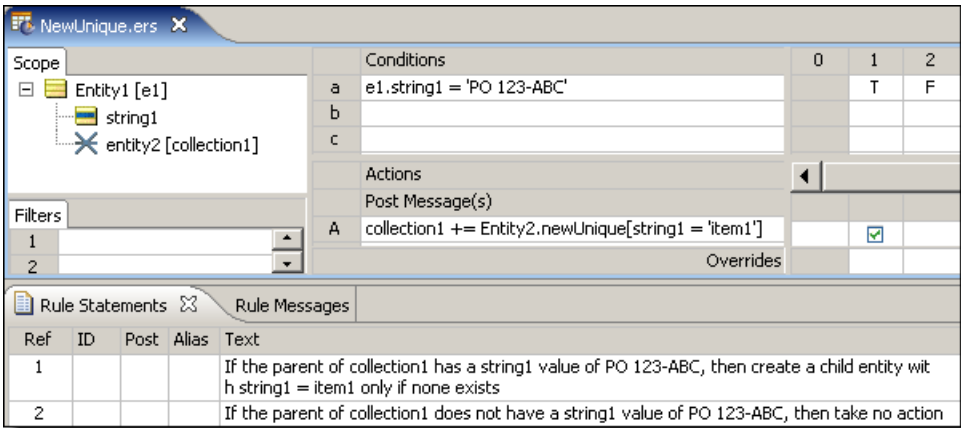 NewUnique.ers
Scope
Entity1 [e1]
string1
entity2 [collection1]
Conditions 0 1 2
a e1.string1 = 'PO 123-ABC' T F
b
c
Actions
Post Message(s)
A collection1 += Entity2.newUnique[string1 = 'item1']
Overrides
Filters
1
2
Rule Statements Rule Messages
Ref ID Post Alias Text
1 If the parent of collection1 has a string1 value of PO 123-ABC, then create a child entity wit
h string1 = item1 only if none exists
2 If the parent of collection1 does not have a string1 value of PO 123-ABC, then take no action